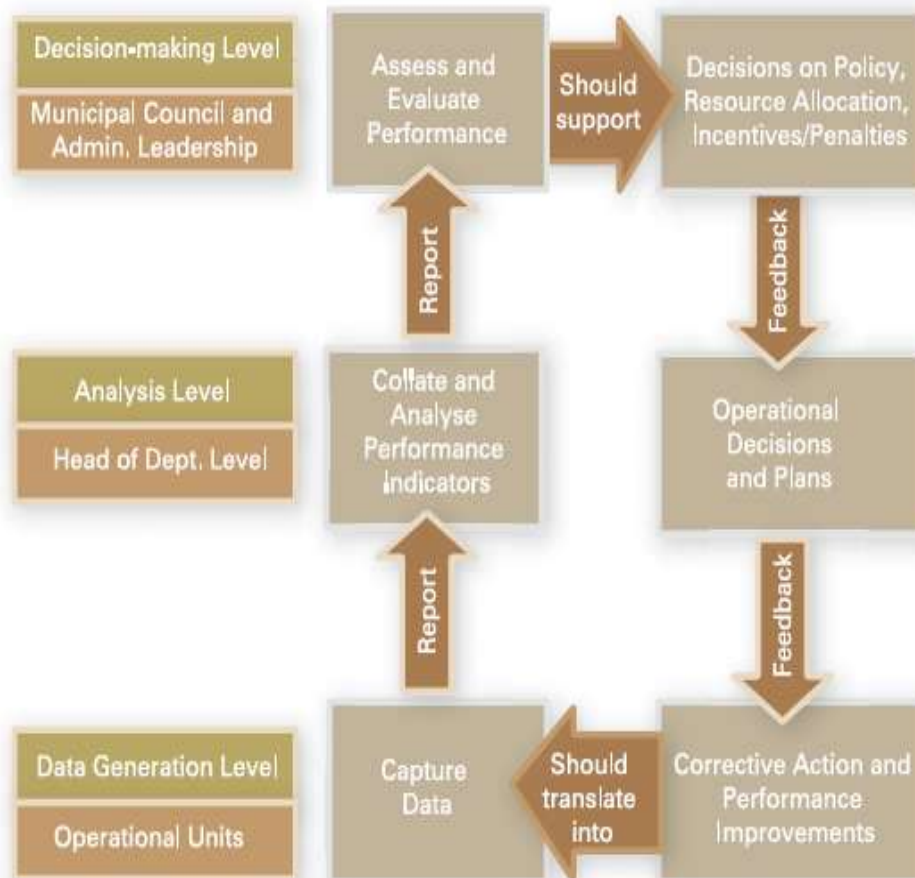 Decision-making Level
Municipal Council and
Admin. Leadership
Assess and
Evaluate
Performance
Should
support
Decisions on Policy,
Resource Allocation,
Incentives/Penalties
Report
Feedback
Analysis Level
Head of Dept. Level
Collate and
Analyse
Performance
Indicators
Operational
Decisions
and Plans
Report
Feedback
Data Generation Level
Operational Units
Capture
Data
Should
translate
into
Corrective Action and
Performance
Improvements